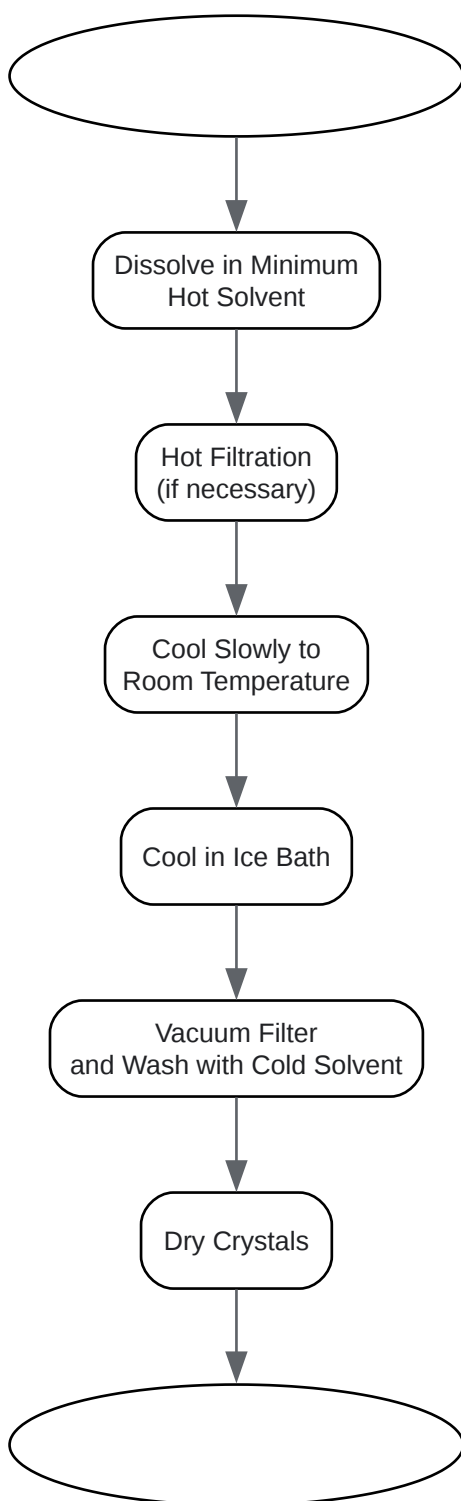 Dissolve in Minimum
Hot Solvent
Hot Filtration
(if necessary)
Cool Slowly to
Room Temperature
Cool in Ice Bath
Vacuum Filter
and Wash with Cold Solvent
Dry Crystals